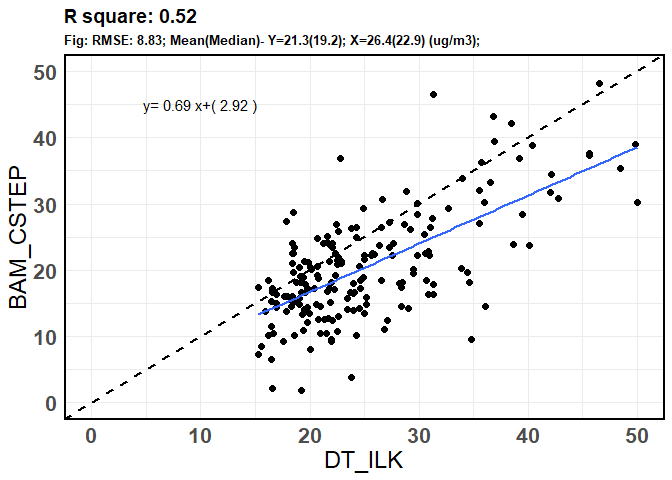 R square: 0.52
Fig: RMSE: 8.83; Mean(Median)- Y=21.3(19.2); X=26.4(22.9) (ug/m3);
y= 0.69 x+( 2.92 )
50
40
30
20
10
0
BAM_CSTEP
0 10 20 30 40 50
DT_ILK